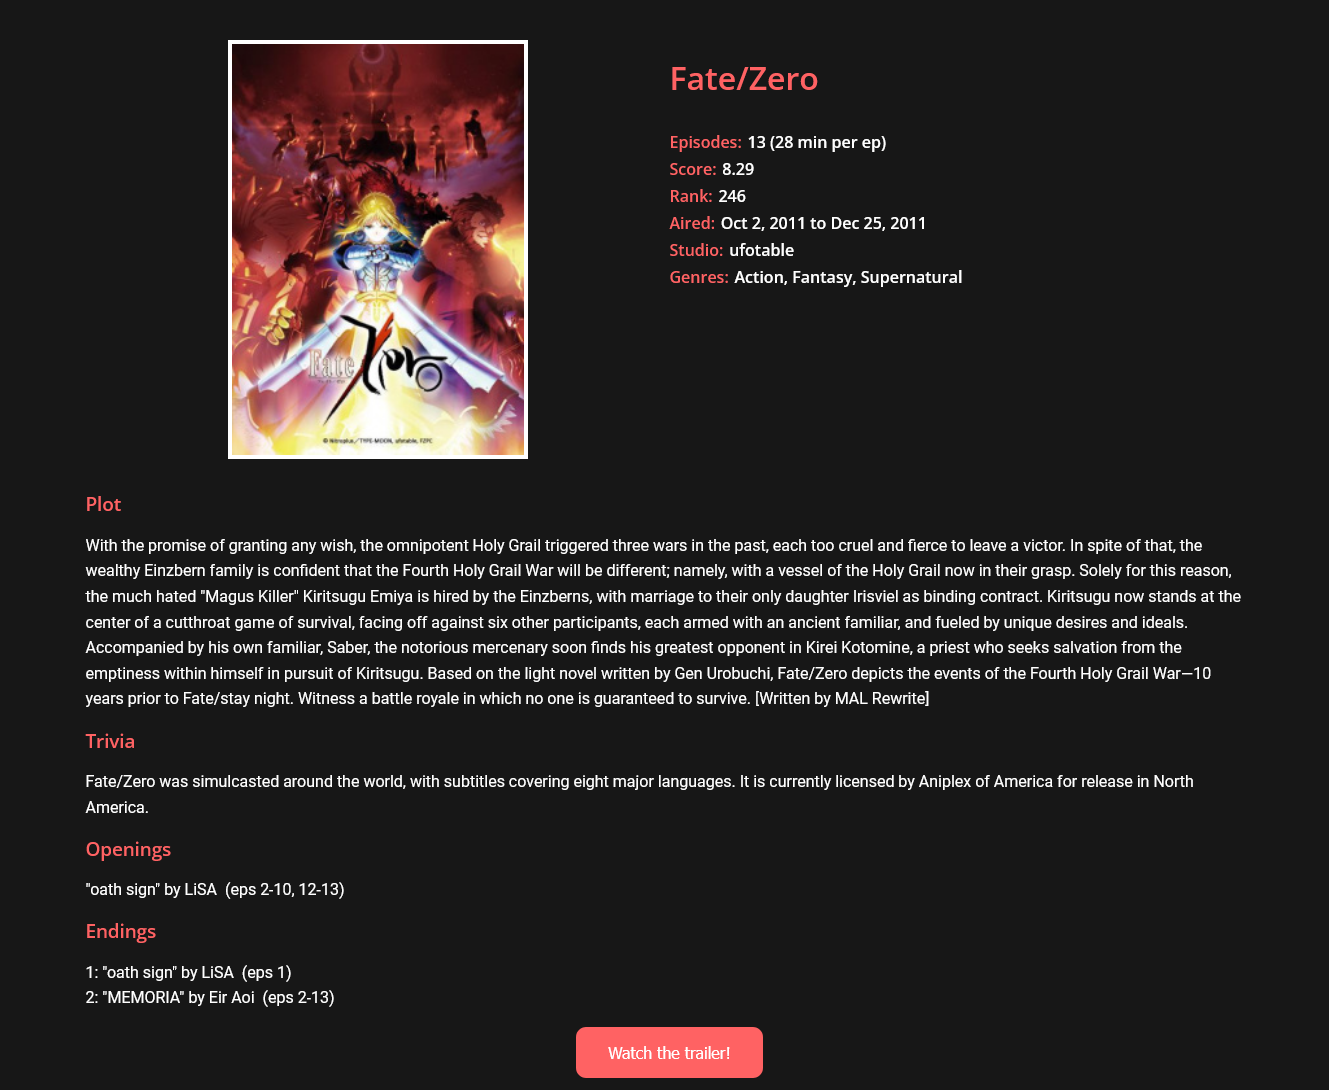 Fate/Zero
Episodes: 13 (28 min per ep)
Score: 8.29
Rank: 246
Aired: Oct 2, 2011 to Dec 25, 2011
Studio: ufotable
Genres: Action, Fantasy, Supernatural
Fate
Zero
© Nitroplus／TYPE-MOON, ufotable, FZPC
Plot
With the promise of granting any wish, the omnipotent Holy Grail triggered three wars in the past, each too cruel and fierce to leave a victor. In spite of that, the
wealthy Einzbern family is confident that the Fourth Holy Grail War will be different; namely, with a vessel of the Holy Grail now in their grasp. Solely for this reason,
the much hated "Magus Killer" Kiritsugu Emiya is hired by the Einzberns, with marriage to their only daughter Irisviel as binding contract. Kiritsugu now stands at the
center of a cutthroat game of survival, facing off against six other participants, each armed with an ancient familiar, and fueled by unique desires and ideals.
Accompanied by his own familiar, Saber, the notorious mercenary soon finds his greatest opponent in Kirei Kotomine, a priest who seeks salvation from the
emptiness within himself in pursuit of Kiritsugu. Based on the light novel written by Gen Urobuchi, Fate/Zero depicts the events of the Fourth Holy Grail War—10
years prior to Fate/stay night. Witness a battle royale in which no one is guaranteed to survive. [Written by MAL Rewrite]
Trivia
Fate/Zero was simulcasted around the world, with subtitles covering eight major languages. It is currently licensed by Aniplex of America for release in North
America.
Openings
"oath sign" by LiSA  (eps 2-10, 12-13)
Endings
1: "oath sign" by LiSA  (eps 1)
2: "MEMORIA" by Eir Aoi  (eps 2-13)
Watch the trailer!